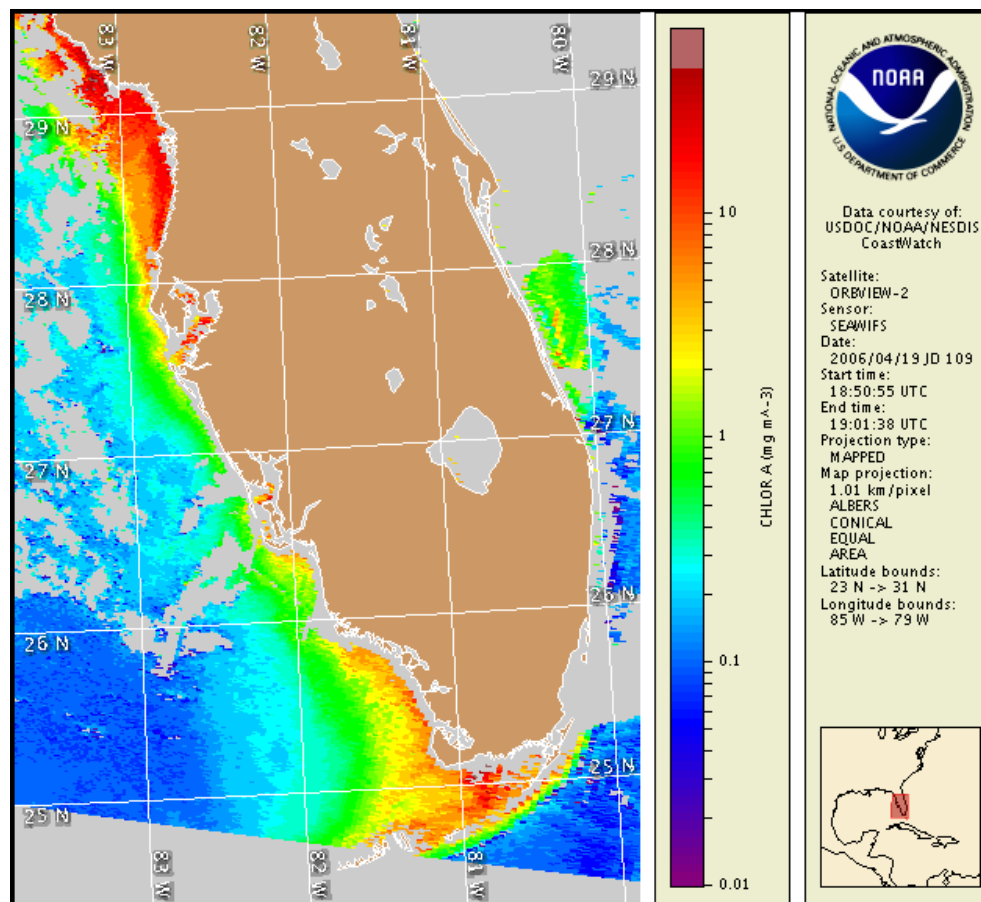 83 W
82 W
81 W
80 W
29 N
29 N
28 N
28 N
27 N
27 N
26 N
26 N
25 N
25 N
83 W
82 W
81 W
10
1
0.1
0.01
CHLOR A (mg m^-3)
NATIONAL OCEANIC AND ATMOSPHERIC ADMINISTRATION
NOAA
U.S. DEPARTMENT OF COMMERCE
Data courtesy of:
USDOC/NOAA/NESDIS
CoastWatch
Satellite:
ORBVIEW-2
Sensor:
SEAWIFS
Date:
2006/04/19 JD 109
Start time:
18:50:55 UTC
End time:
19:01:38 UTC
Projection type:
MAPPED
Map projection:
1.01 km/pixel
ALBERS
CONICAL
EQUAL
AREA
Latitude bounds:
23 N -> 31 N
Longitude bounds:
85 W -> 79 W